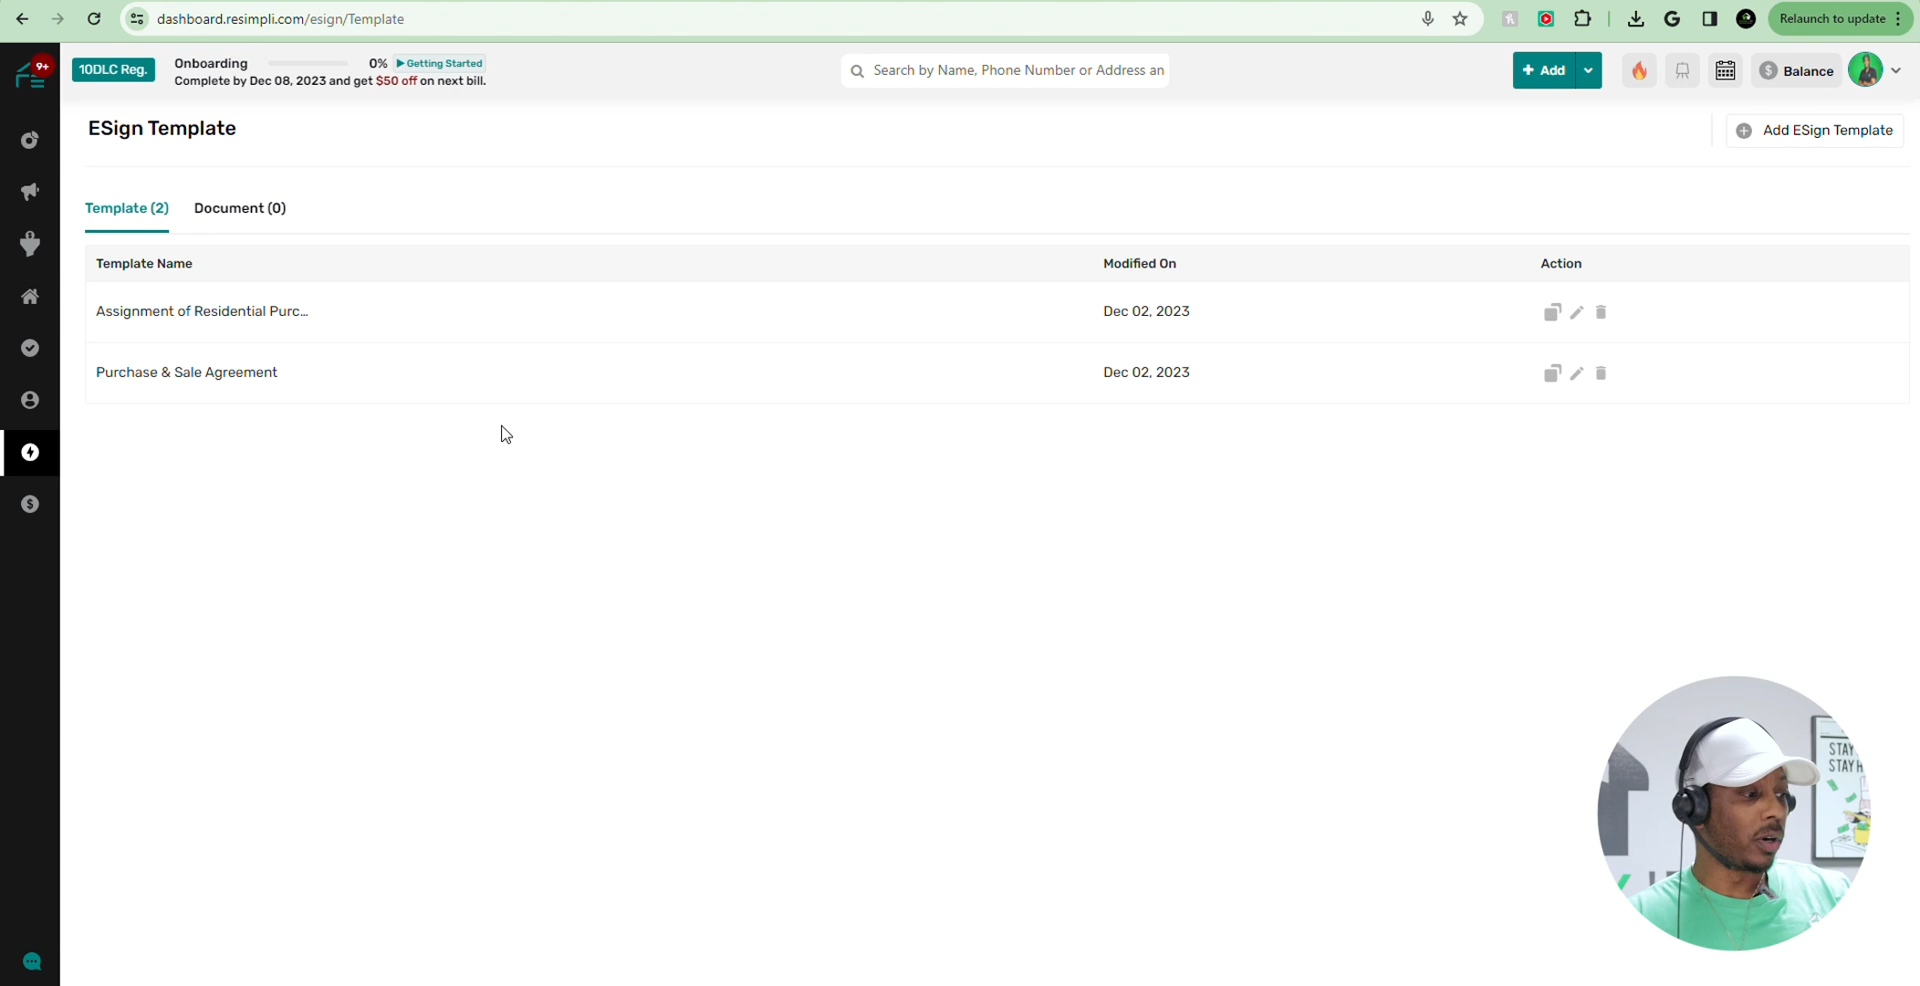 dashboard.resimpli.com/esign/Template
Relaunch to update
9+
10DLC Reg.
Onboarding 0% Getting Started
Complete by Dec 08, 2023 and get $50 off on next bill.
Search by Name, Phone Number or Address an
+ Add
$ Balance
ESign Template
Add ESign Template
Template (2) Document (0)
Template Name Modified On Action
Assignment of Residential Purc... Dec 02, 2023
Purchase & Sale Agreement Dec 02, 2023
STAY
STAY H